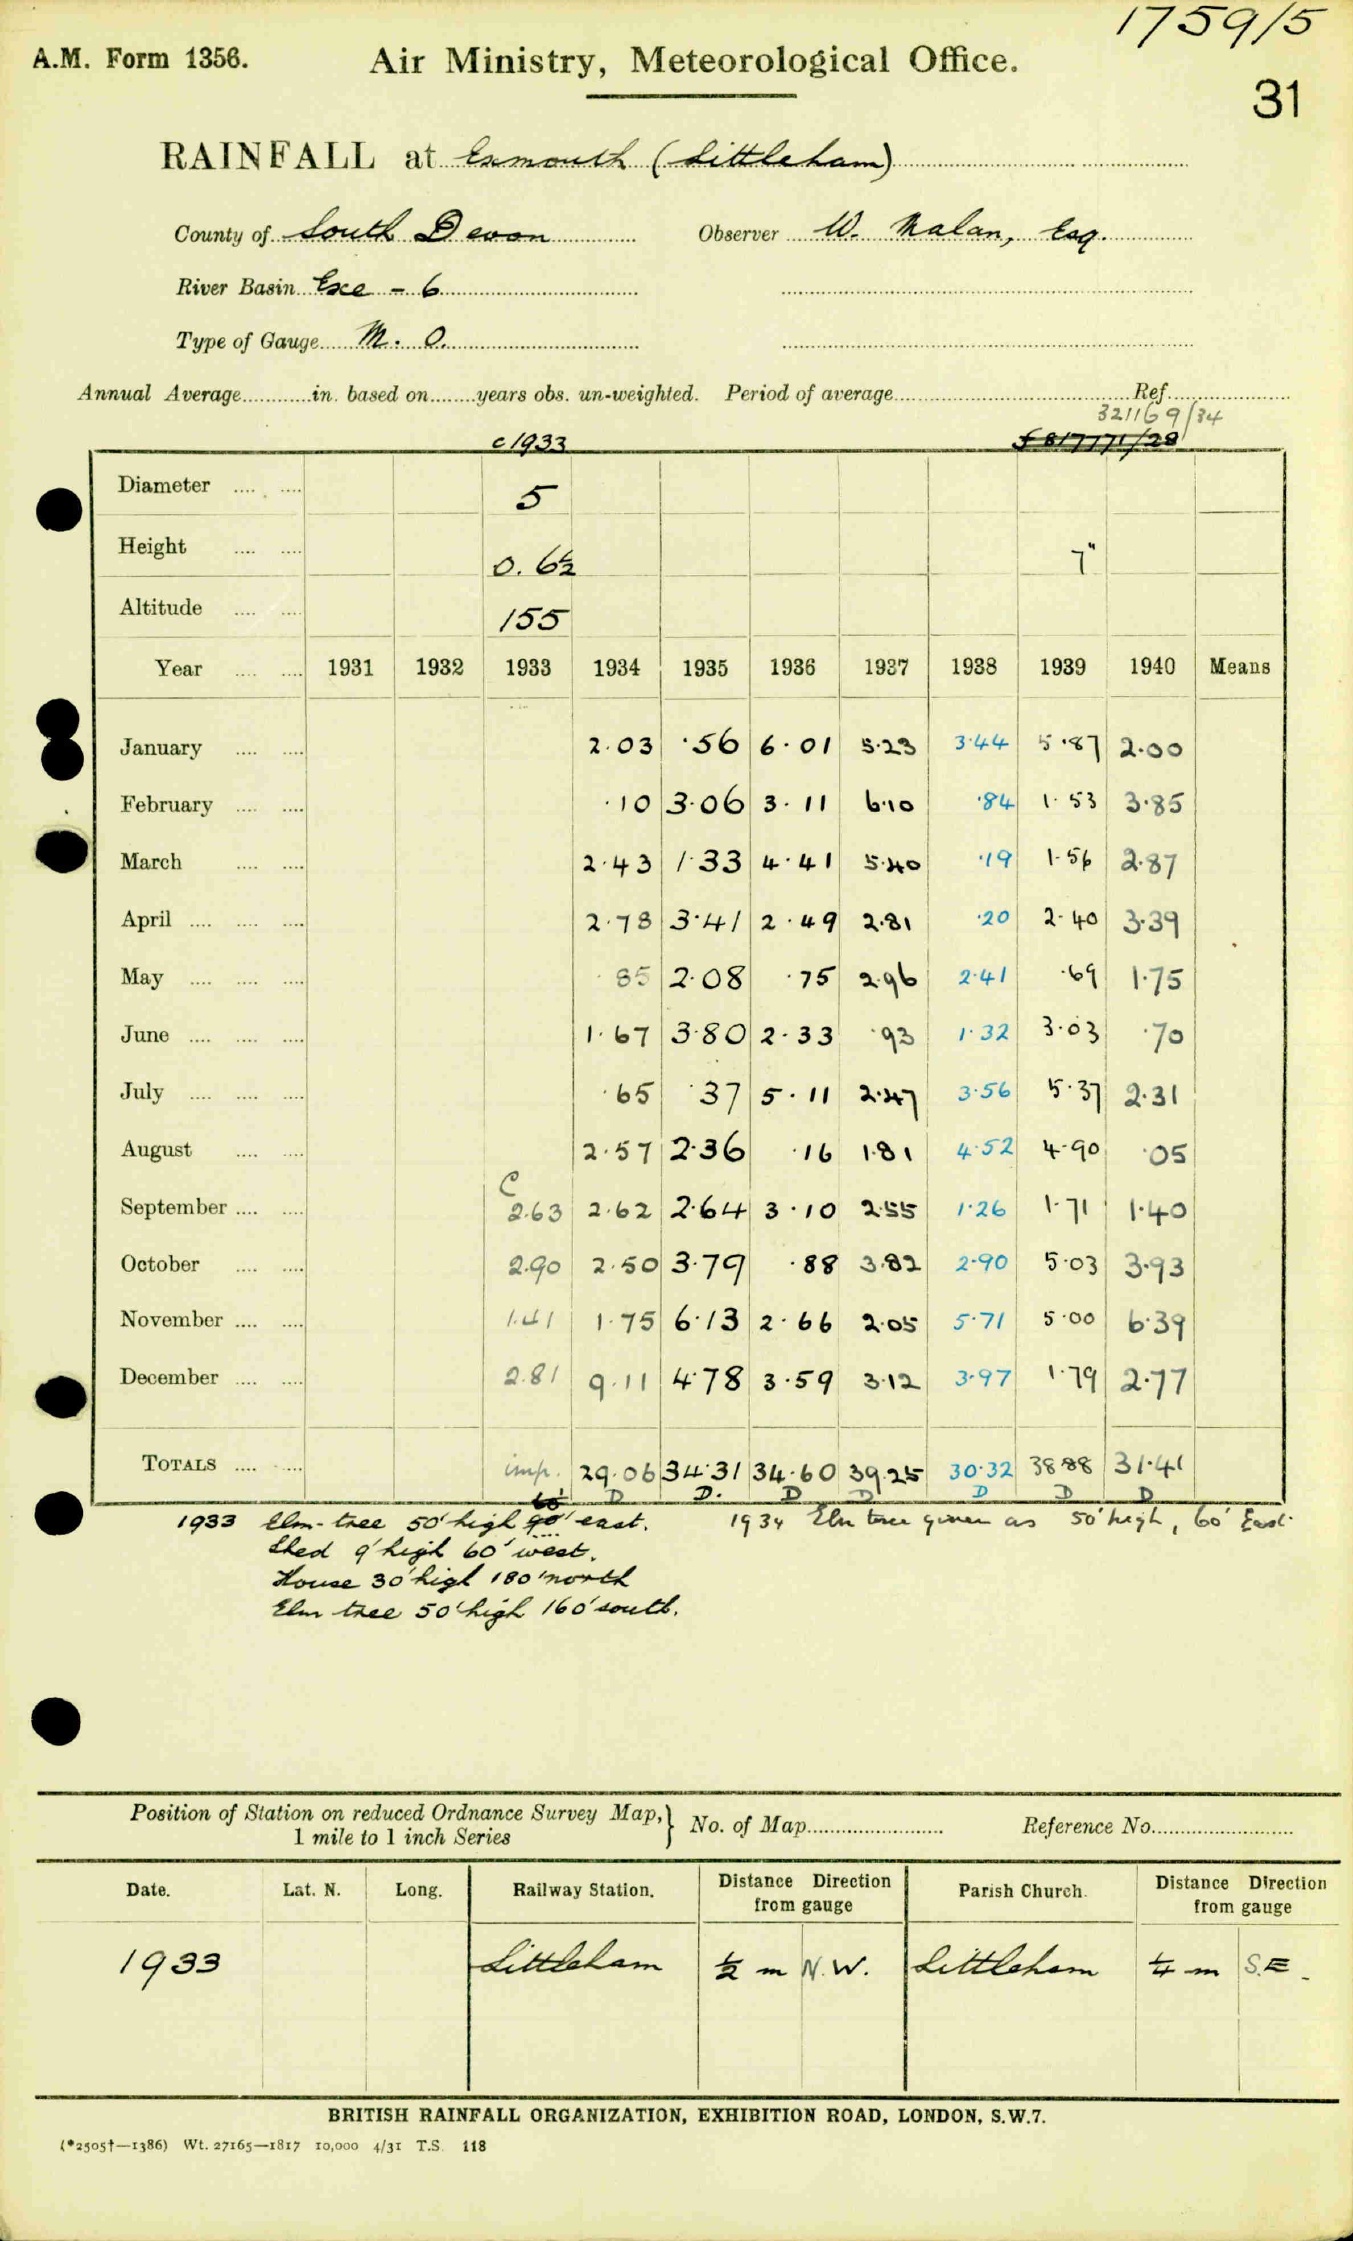 1759/5
A.M. Form 1356. Air Ministry, Meteorological Office.
31
RAINFALL at Exmouth (Littleham)
County of South Devon Observer W. Malan, Esq.
River Basin Exe - 6
Type of Gauge M. O.
Annual Average in. based on years obs. un-weighted. Period of average Ref.
321169/34
c1933
Diameter 5
Height 0. 6½ 7"
Altitude 155
Year 1931 1932 1933 1934 1935 1936 1937 1938 1939 1940 Means
January 2.03 .56 6.01 5.23 3.44 5.87 2.00
February .10 3.06 3.11 6.10 .84 1.53 3.85
March 2.43 1.33 4.41 5.40 .19 1.56 2.87
April 2.78 3.41 2.49 2.81 .20 2.40 3.39
May .85 2.08 .75 2.96 2.41 .69 1.75
June 1.67 3.80 2.33 .93 1.32 3.03 .70
July .65 .37 5.11 2.47 3.56 5.37 2.31
August 2.57 2.36 .16 1.81 4.52 4.90 .05
C
September 2.63 2.62 2.64 3.10 2.55 1.26 1.71 1.40
October 2.90 2.50 3.79 .88 3.82 2.90 5.03 3.93
November 1.41 1.75 6.13 2.66 2.05 5.71 5.00 6.39
December 2.81 9.11 4.78 3.59 3.12 3.97 1.79 2.77
TOTALS imp. 29.06 34.31 34.60 39.25 30.32 38.88 31.41
D D. D D D D D
1933 Elm-tree 50' high 90' east. 1934 Elm tree given as 50' high, 60' East.
Shed 9' high 60' west.
House 30' high 180' north
Elm tree 50' high 160' south.
Position of Station on reduced Ordnance Survey Map, } No. of Map Reference No.
1 mile to 1 inch Series
Date. Lat. N. Long. Railway Station. Distance Direction from gauge Parish Church. Distance Direction from gauge
1933 Littleham ½ m N.W. Littleham ¼ m S.E.
BRITISH RAINFALL ORGANIZATION, EXHIBITION ROAD, LONDON, S.W.7.
(*2505†—1386) Wt. 27165—1817 10,000 4/31 T.S. 118